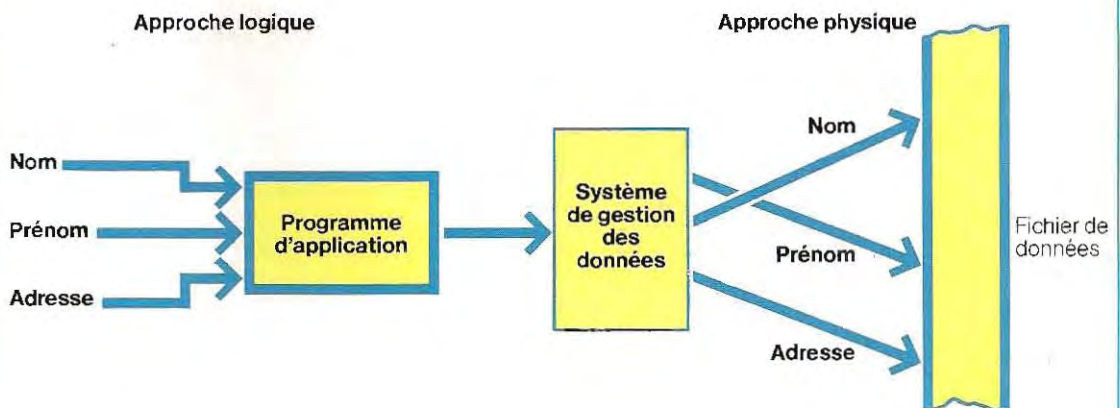 Approche logique
Approche physique
Nom
Prénom
Adresse
Programme
d'application
Système
de gestion
des
données
Nom
Prénom
Adresse
Fichier de
données